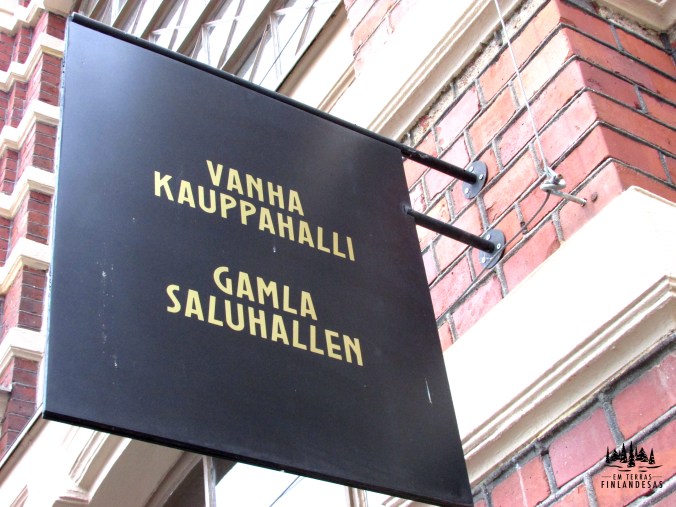 VANHA
KAUPPAHALLI
GAMLA
SALUHALLEN
EM TERRAS
FINLANDESAS